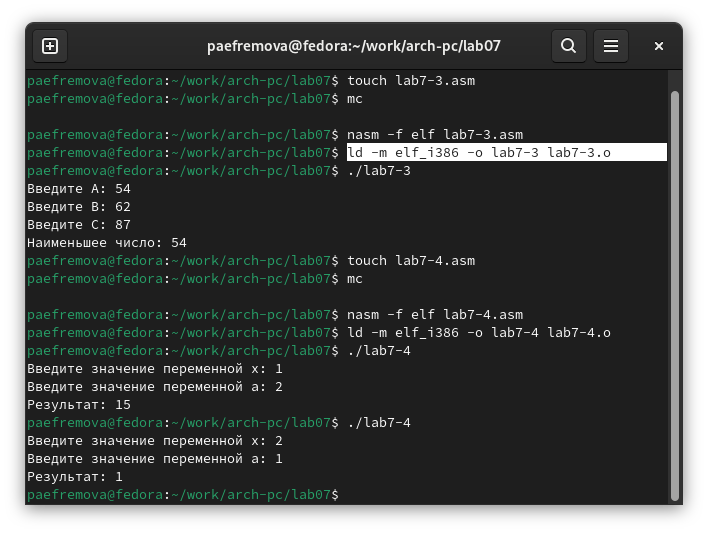 paefremova@fedora:~/work/arch-pc/lab07
paefremova@fedora:~/work/arch-pc/lab07$ touch lab7-3.asm
paefremova@fedora:~/work/arch-pc/lab07$ mc
paefremova@fedora:~/work/arch-pc/lab07$ nasm -f elf lab7-3.asm
paefremova@fedora:~/work/arch-pc/lab07$ ld -m elf_i386 -o lab7-3 lab7-3.o
paefremova@fedora:~/work/arch-pc/lab07$ ./lab7-3
Введите A: 54
Введите B: 62
Введите C: 87
Наименьшее число: 54
paefremova@fedora:~/work/arch-pc/lab07$ touch lab7-4.asm
paefremova@fedora:~/work/arch-pc/lab07$ mc
paefremova@fedora:~/work/arch-pc/lab07$ nasm -f elf lab7-4.asm
paefremova@fedora:~/work/arch-pc/lab07$ ld -m elf_i386 -o lab7-4 lab7-4.o
paefremova@fedora:~/work/arch-pc/lab07$ ./lab7-4
Введите значение переменной x: 1
Введите значение переменной a: 2
Результат: 15
paefremova@fedora:~/work/arch-pc/lab07$ ./lab7-4
Введите значение переменной x: 2
Введите значение переменной a: 1
Результат: 1
paefremova@fedora:~/work/arch-pc/lab07$